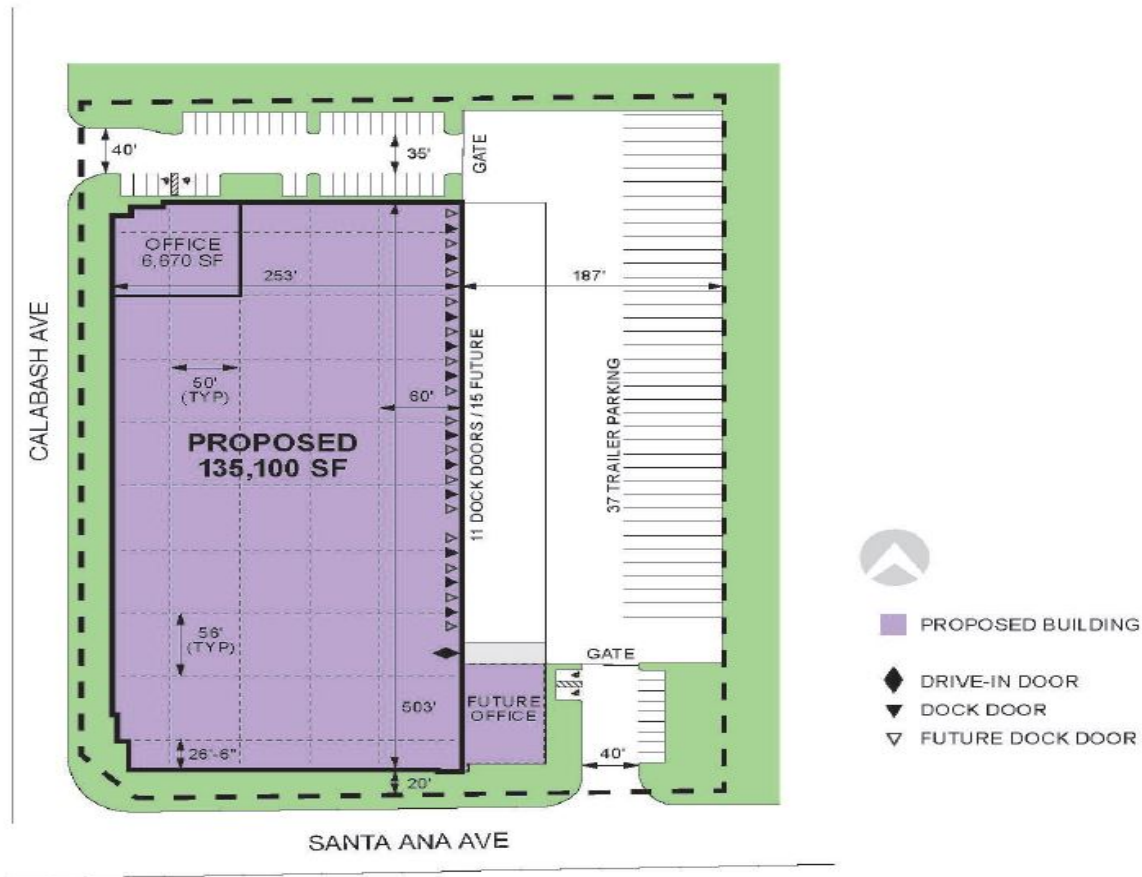 40'
35'
GATE
OFFICE
6,670 SF
253'
187'
CALABASH AVE
50'
(TYP)
60'
11 DOCK DOORS / 15 FUTURE
37 TRAILER PARKING
PROPOSED
135,100 SF
56'
(TYP)
GATE
503'
FUTURE
OFFICE
26'-6"
20'
40'
SANTA ANA AVE
PROPOSED BUILDING
DRIVE-IN DOOR
DOCK DOOR
FUTURE DOCK DOOR